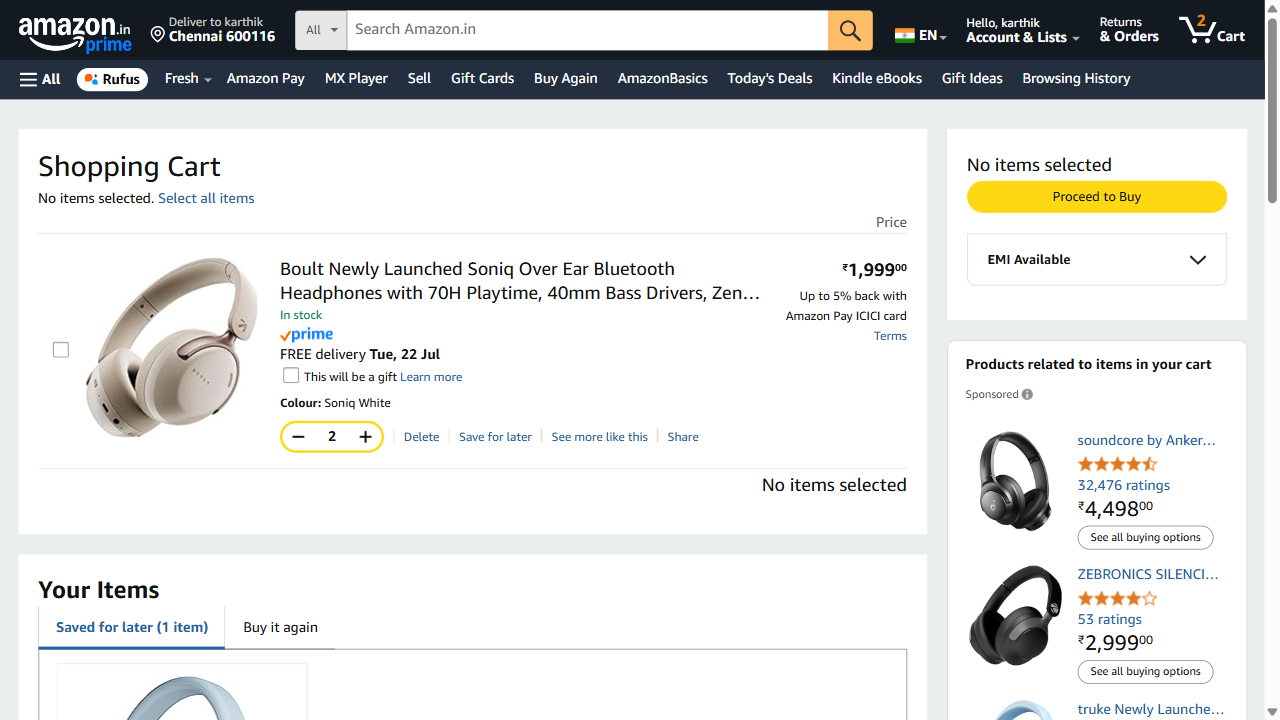 amazon.in
prime
Deliver to karthik
Chennai 600116
All
Search Amazon.in
EN
Hello, karthik
Account & Lists
Returns
& Orders
2
Cart
All
Rufus
Fresh
Amazon Pay
MX Player
Sell
Gift Cards
Buy Again
AmazonBasics
Today's Deals
Kindle eBooks
Gift Ideas
Browsing History
Shopping Cart
No items selected. Select all items
Price
Boult Newly Launched Soniq Over Ear Bluetooth
Headphones with 70H Playtime, 40mm Bass Drivers, Zen…
In stock
prime
FREE delivery Tue, 22 Jul
This will be a gift Learn more
Colour: Soniq White
2
Delete
Save for later
See more like this
Share
₹1,99900
Up to 5% back with
Amazon Pay ICICI card
Terms
No items selected
Your Items
Saved for later (1 item)
Buy it again
No items selected
Proceed to Buy
EMI Available
Products related to items in your cart
Sponsored
soundcore by Anker…
32,476 ratings
₹4,49800
See all buying options
ZEBRONICS SILENCI…
53 ratings
₹2,99900
See all buying options
truke Newly Launche…